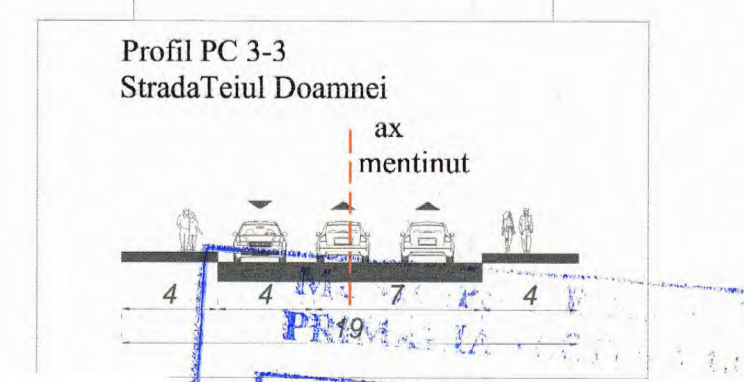 Profil PC 3-3
StradaTeiul Doamnei
ax
mentinut
4 4 7 4
19